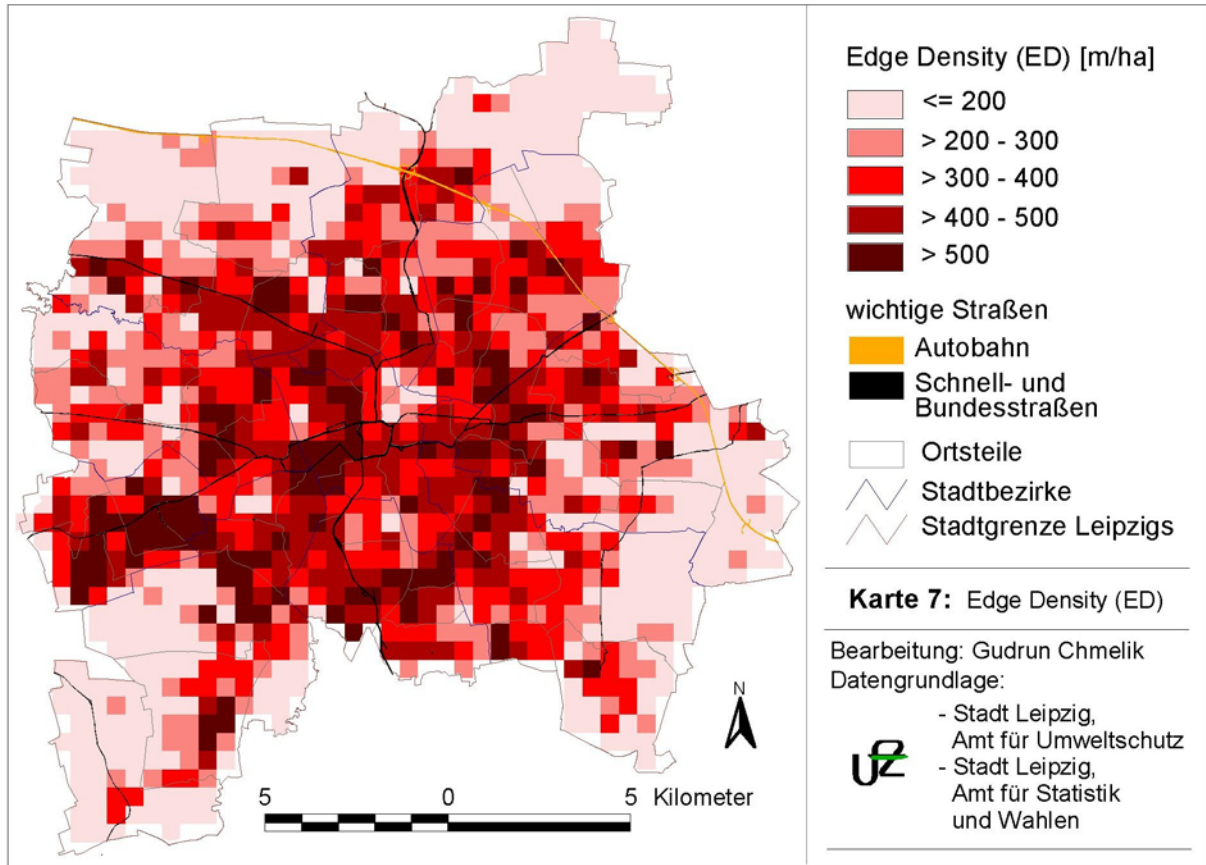 Edge Density (ED) [m/ha]
<= 200
> 200 - 300
> 300 - 400
> 400 - 500
> 500
wichtige Straßen
Autobahn
Schnell- und
Bundesstraßen
Ortsteile
Stadtbezirke
Stadtgrenze Leipzigs
Karte 7: Edge Density (ED)
Bearbeitung: Gudrun Chmelik
Datengrundlage:
- Stadt Leipzig,
Amt für Umweltschutz
- Stadt Leipzig,
Amt für Statistik
und Wahlen
UFZ
N
5 0 5 Kilometer